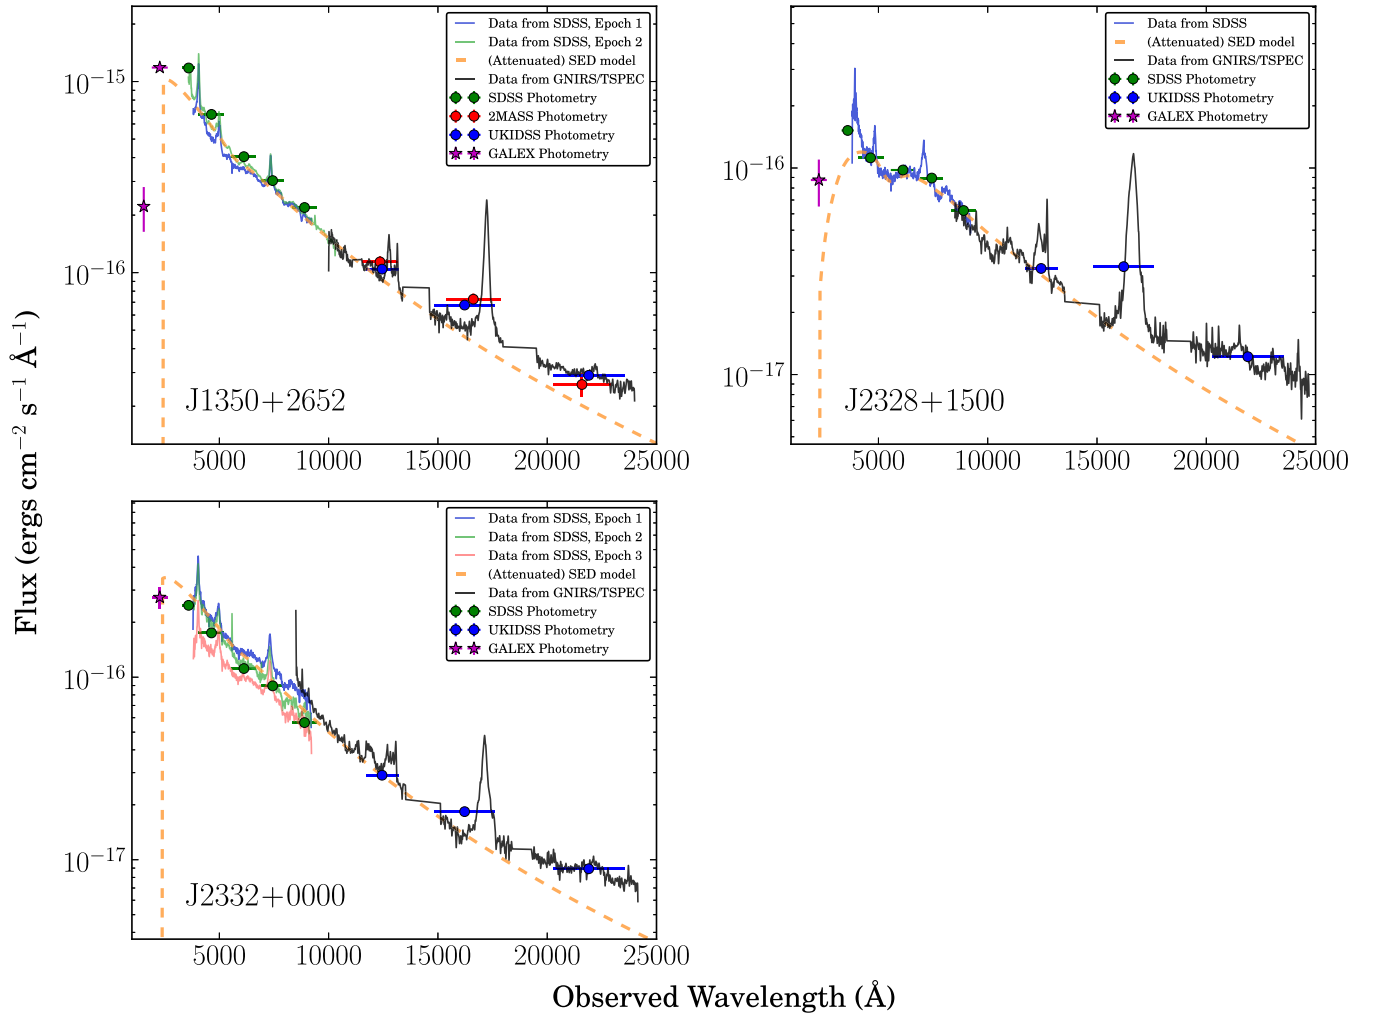 Data from SDSS, Epoch 1
Data from SDSS, Epoch 2
(Attenuated) SED model
Data from GNIRS/TSPEC
SDSS Photometry
2MASS Photometry
UKIDSS Photometry
GALEX Photometry
10⁻¹⁵
10⁻¹⁶
J1350+2652
5000 10000 15000 20000 25000
Data from SDSS
(Attenuated) SED model
Data from GNIRS/TSPEC
SDSS Photometry
UKIDSS Photometry
GALEX Photometry
10⁻¹⁶
10⁻¹⁷
J2328+1500
5000 10000 15000 20000 25000
Flux (ergs cm⁻² s⁻¹ Å⁻¹)
Data from SDSS, Epoch 1
Data from SDSS, Epoch 2
Data from SDSS, Epoch 3
(Attenuated) SED model
Data from GNIRS/TSPEC
SDSS Photometry
UKIDSS Photometry
GALEX Photometry
10⁻¹⁶
10⁻¹⁷
J2332+0000
5000 10000 15000 20000 25000
Observed Wavelength (Å)